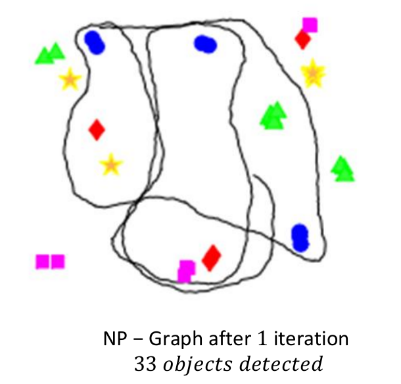 NP – Graph after 1 iteration
33 objects detected